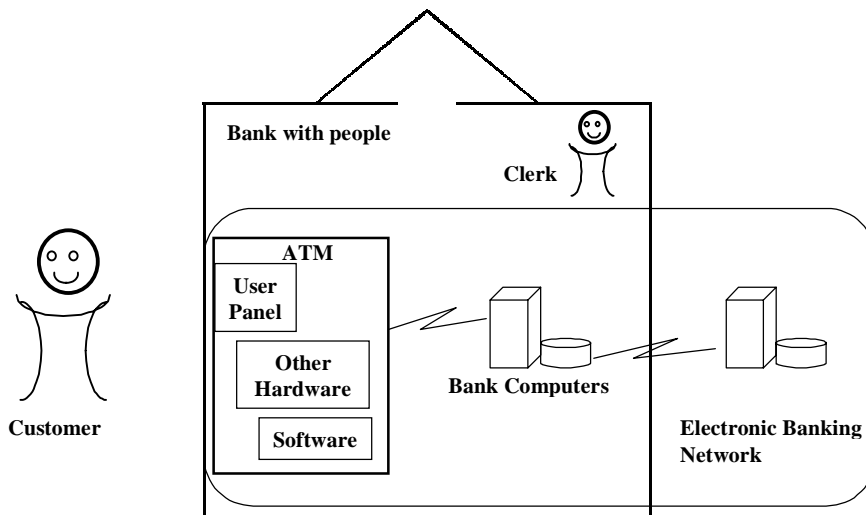 Bank with people
Clerk
ATM
User
Panel
Other
Hardware
Software
Bank Computers
Customer
Electronic Banking
Network